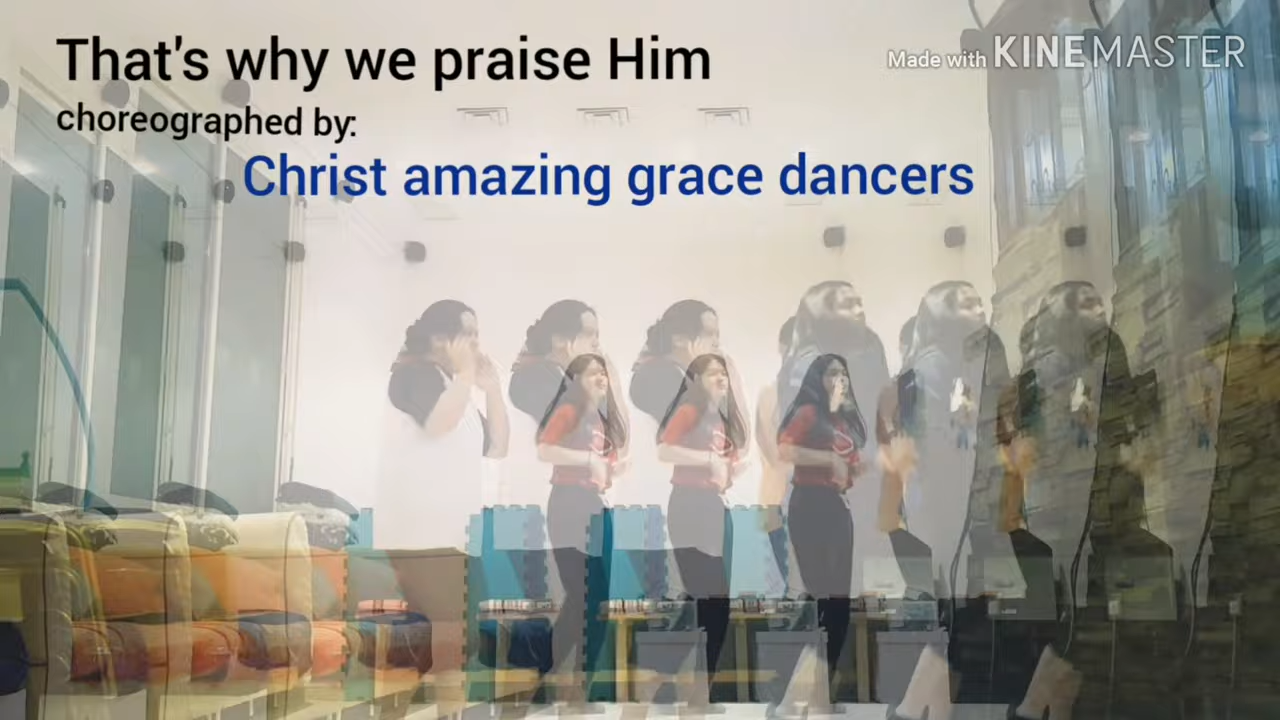 That's why we praise Him
Made with KINEMASTER
choreographed by:
Christ amazing grace dancers